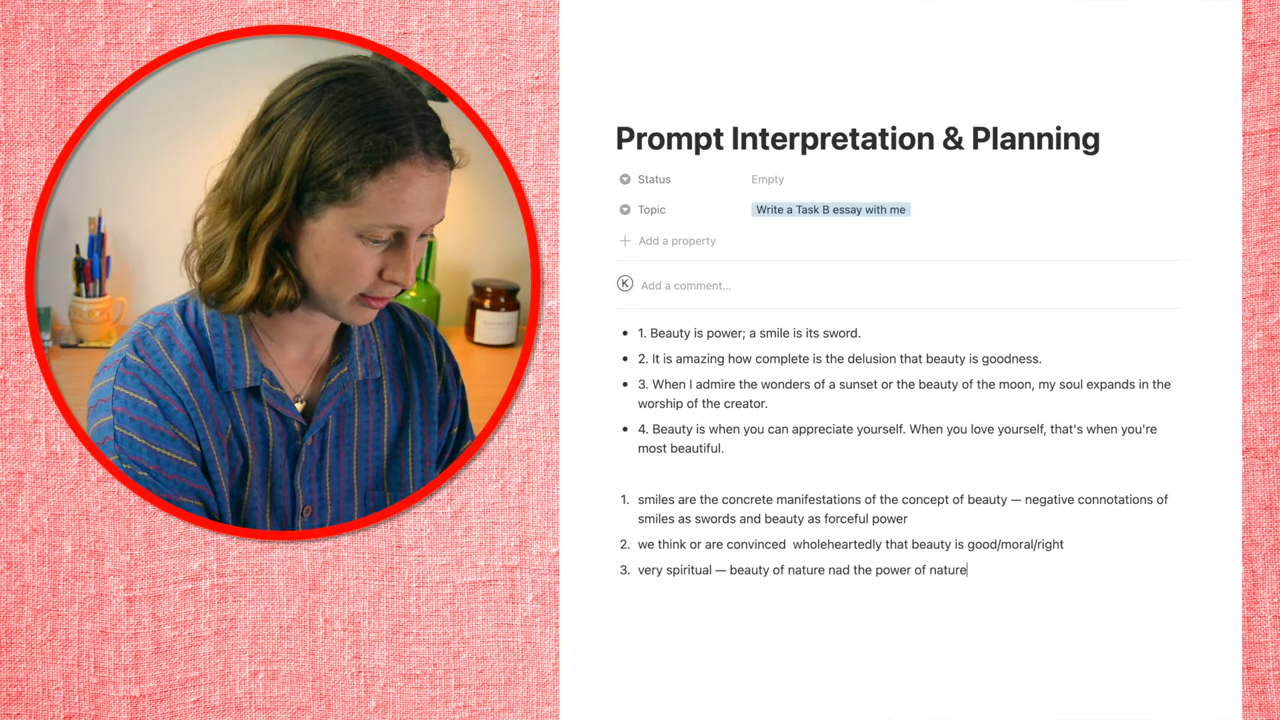 Prompt Interpretation & Planning
Status Empty
Topic Write a Task B essay with me
Add a property
K Add a comment...
• 1. Beauty is power; a smile is its sword.
• 2. It is amazing how complete is the delusion that beauty is goodness.
• 3. When I admire the wonders of a sunset or the beauty of the moon, my soul expands in the
worship of the creator.
• 4. Beauty is when you can appreciate yourself. When you love yourself, that's when you're
most beautiful.
1. smiles are the concrete manifestations of the concept of beauty — negative connotations of
smiles as swords and beauty as forceful power
2. we think or are convinced  wholeheartedly that beauty is good/moral/right
3. very spiritual — beauty of nature nad the power of nature